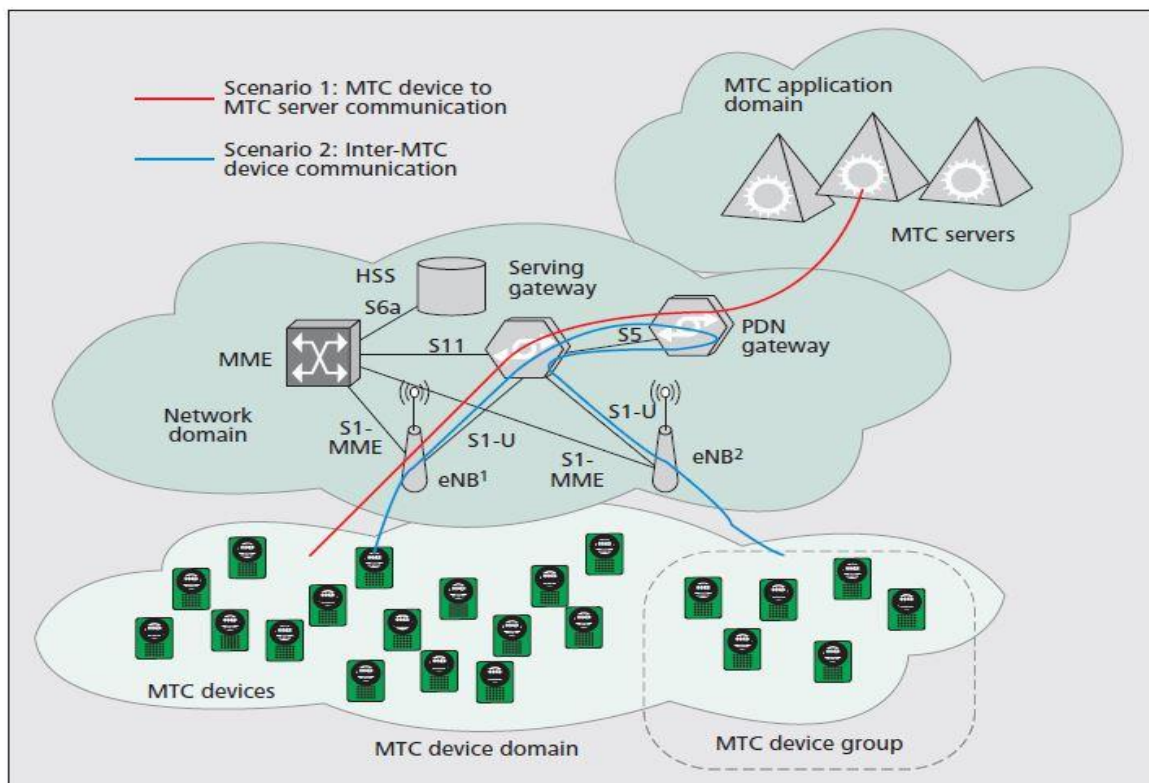 Scenario 1: MTC device to
MTC server communication
Scenario 2: Inter-MTC
device communication
MTC application
domain
MTC servers
HSS
Serving
gateway
S6a
MME
S11
S5
PDN
gateway
Network
domain
S1-
MME
S1-U
eNB1
S1-U
S1-
MME
eNB2
MTC devices
MTC device domain
MTC device group